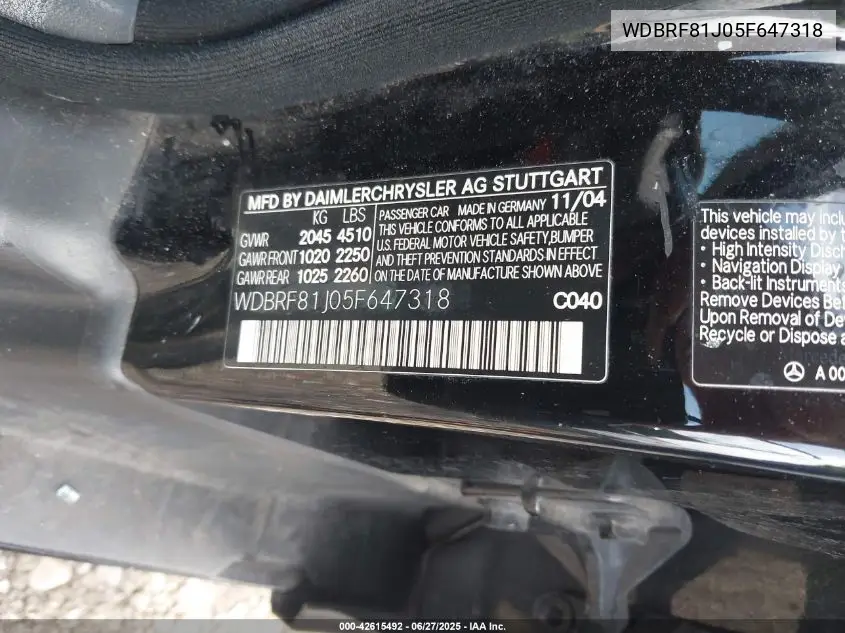 WDBRF81J05F647318
MFD BY DAIMLERCHRYSLER AG STUTTGART
KG LBS
GVWR 2045 4510
GAWR FRONT 1020 2250
GAWR REAR 1025 2260
PASSENGER CAR MADE IN GERMANY 11/04
THIS VEHICLE CONFORMS TO ALL APPLICABLE
U.S. FEDERAL MOTOR VEHICLE SAFETY,BUMPER
AND THEFT PREVENTION STANDARDS IN EFFECT
ON THE DATE OF MANUFACTURE SHOWN ABOVE
WDBRF81J05F647318 C040
This vehicle may inclu
devices installed by t
• High Intensity Disch
• Navigation Display
• Back-lit Instruments
Remove Devices Bef
Upon Removal of Dev
Recycle or Dispose a
A 00
000-42615492 - 06/27/2025 - IAA Inc.